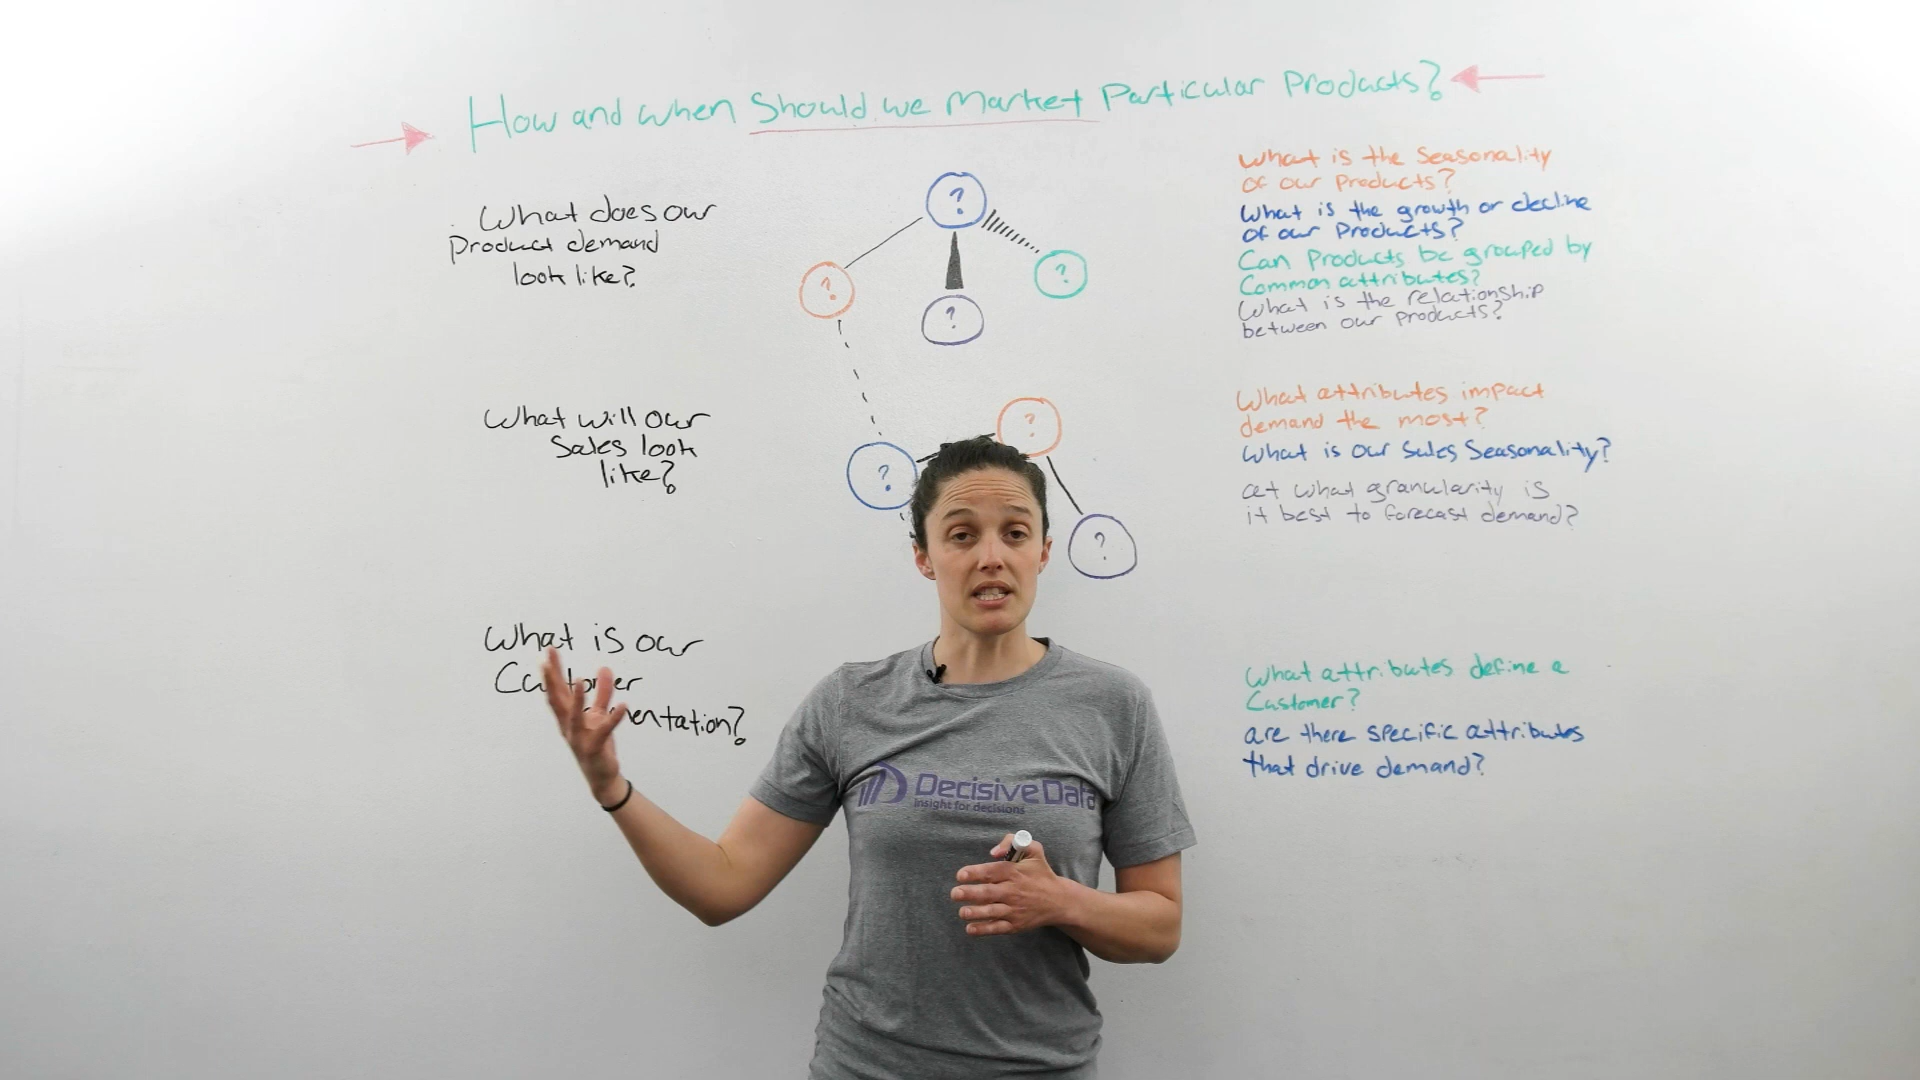 How and when Should we Market Particular Products?
What does our
Product demand
look like?
?
?
?
?
What is the Seasonality
of our Products?
What is the growth or decline
of our Products?
Can Products be grouped by
Common attributes?
What is the relationship
between our products?
What will our
Sales look
like?
?
?
?
What attributes impact
demand the most?
What is our Sales Seasonality?
at what granularity is
it best to forecast demand?
What is our
Customer
mentation?
What attributes define a
Customer?
are there specific attributes
that drive demand?
Decisive Data
Insight for decisions